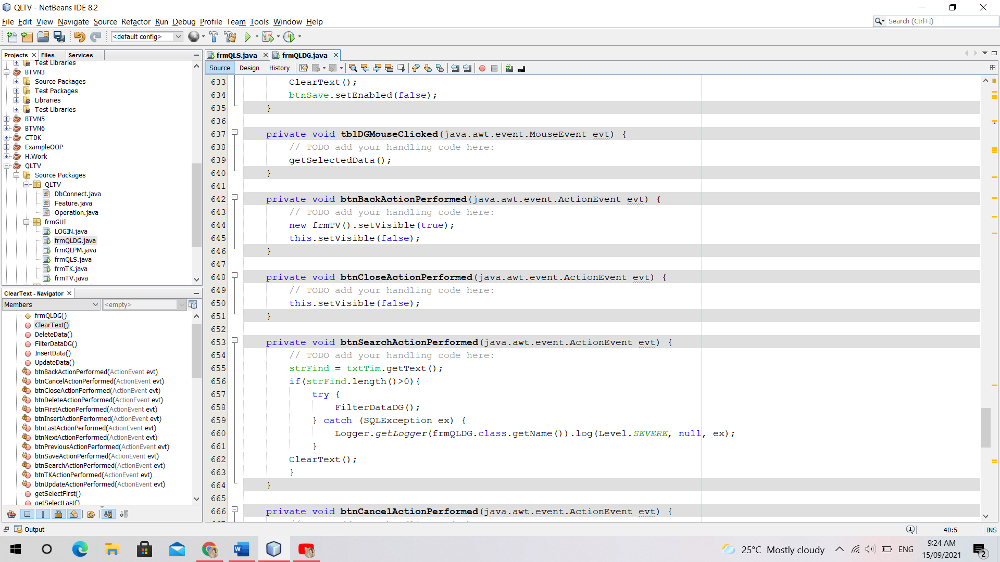 QLTV - NetBeans IDE 8.2
File Edit View Navigate Source Refactor Run Debug Profile Team Tools Window Help
Search (Ctrl+I)
<default config>
Projects Files Services
Test Libraries
BTVN3
Source Packages
Test Packages
Libraries
Test Libraries
BTVN5
BTVN6
CTDK
ExampleOOP
H.Work
QLTV
Source Packages
QLTV
DbConnect.java
Feature.java
Operation.java
frmGUI
LOGIN.java
frmQLDG.java
frmQLPM.java
frmQLS.java
frmTK.java
frmTV.java
ClearText - Navigator
Members <empty>
frmQLDG()
ClearText()
DeleteData()
FilterDataDG()
InsertData()
UpdateData()
btnBackActionPerformed(ActionEvent evt)
btnCancelActionPerformed(ActionEvent evt)
btnCloseActionPerformed(ActionEvent evt)
btnDeleteActionPerformed(ActionEvent evt)
btnFirstActionPerformed(ActionEvent evt)
btnInsertActionPerformed(ActionEvent evt)
btnLastActionPerformed(ActionEvent evt)
btnNextActionPerformed(ActionEvent evt)
btnPreviousActionPerformed(ActionEvent evt)
btnSaveActionPerformed(ActionEvent evt)
btnSearchActionPerformed(ActionEvent evt)
btnTKActionPerformed(ActionEvent evt)
btnUpdateActionPerformed(ActionEvent evt)
getSelectFirst()
getSelectLast()
frmQLS.java frmQLDG.java
Source Design History
633 ClearText();
634 btnSave.setEnabled(false);
635 }
636
637 private void tblDGMouseClicked(java.awt.event.MouseEvent evt) {
638 // TODO add your handling code here:
639 getSelectedData();
640 }
641
642 private void btnBackActionPerformed(java.awt.event.ActionEvent evt) {
643 // TODO add your handling code here:
644 new frmTV().setVisible(true);
645 this.setVisible(false);
646 }
647
648 private void btnCloseActionPerformed(java.awt.event.ActionEvent evt) {
649 // TODO add your handling code here:
650 this.setVisible(false);
651 }
652
653 private void btnSearchActionPerformed(java.awt.event.ActionEvent evt) {
654 // TODO add your handling code here:
655 strFind = txtTim.getText();
656 if(strFind.length()>0){
657 try {
658 FilterDataDG();
659 } catch (SQLException ex) {
660 Logger.getLogger(frmQLDG.class.getName()).log(Level.SEVERE, null, ex);
661 }
662 ClearText();
663 }
664 }
665
666 private void btnCancelActionPerformed(java.awt.event.ActionEvent evt) {
Output
1 40:5 INS
25°C Mostly cloudy
ENG
9:24 AM
15/09/2021
2